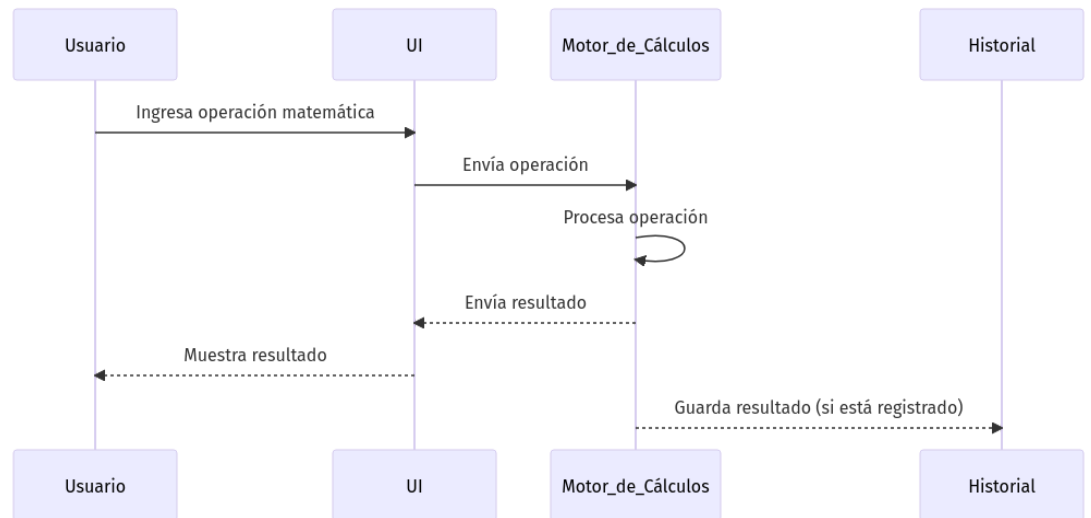 Usuario
UI
Motor_de_Cálculos
Historial
Ingresa operación matemática
Envía operación
Procesa operación
Envía resultado
Muestra resultado
Guarda resultado (si está registrado)
Usuario
UI
Motor_de_Cálculos
Historial